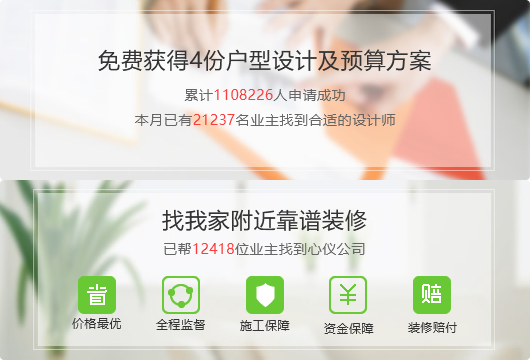 免费获得4份户型设计及预算方案
累计1108226人申请成功
本月已有21237名业主找到合适的设计师
找我家附近靠谱装修
已帮12418位业主找到心仪公司
省 ¥ 赔
价格最优 全程监督 施工保障 资金保障 装修赔付